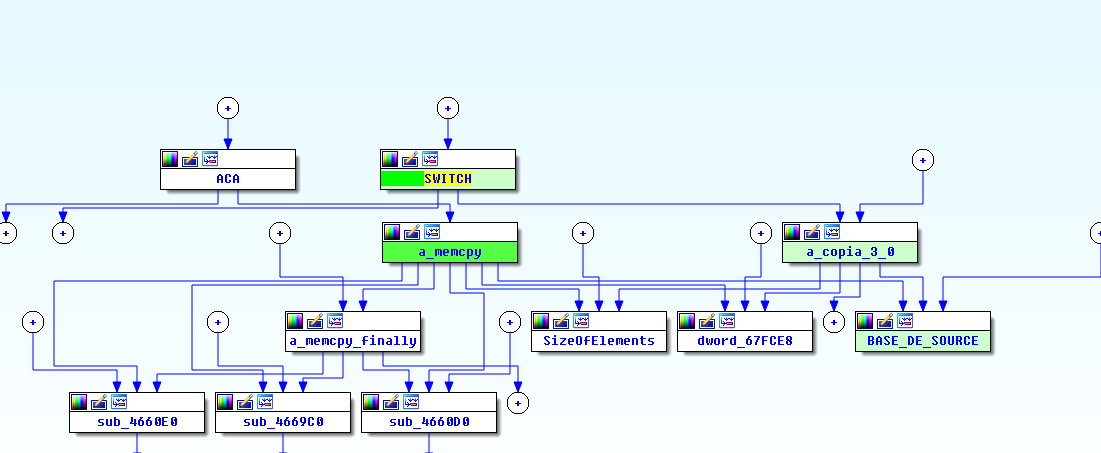 ACA
SWITCH
a_memcpy
a_copia_3_0
a_memcpy_finally
SizeOfElements
dword_67FCE8
BASE_DE_SOURCE
sub_4660E0
sub_4669C0
sub_4660D0